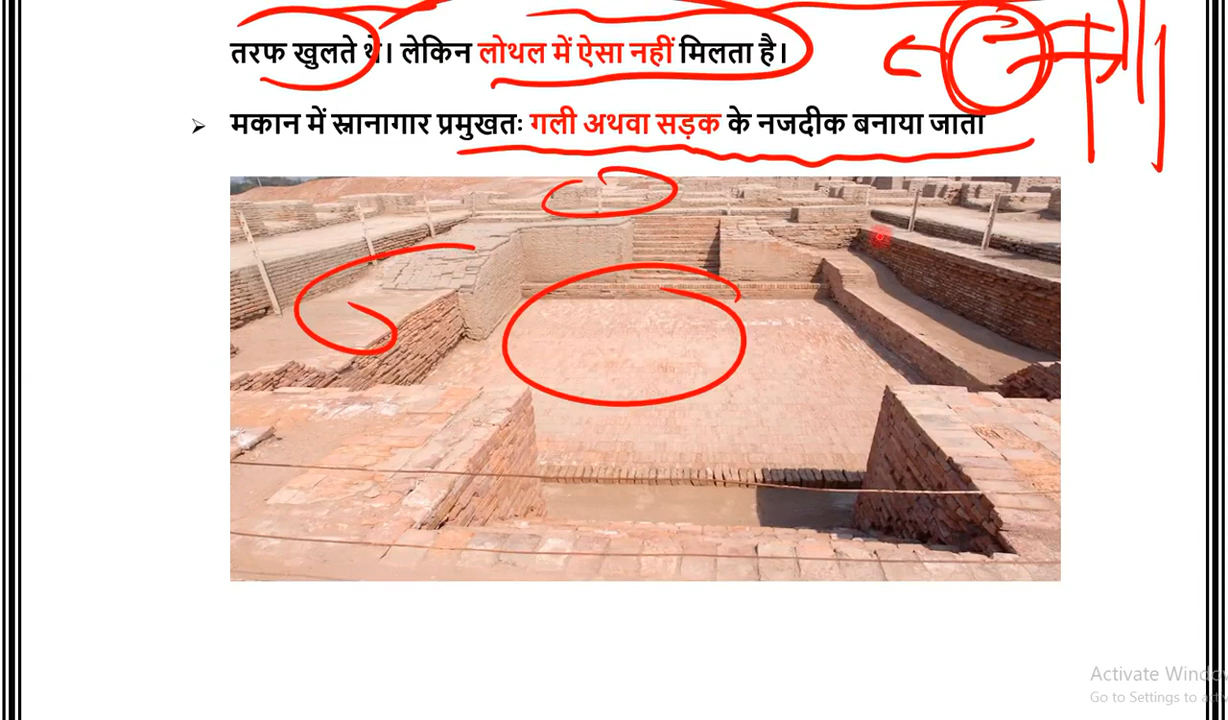 तरफ खुलते थे। लेकिन लोथल में ऐसा नहीं मिलता है।
➢ मकान में स्नानागार प्रमुखतः गली अथवा सड़क के नजदीक बनाया जाता
Activate Windo
Go to Settings to a